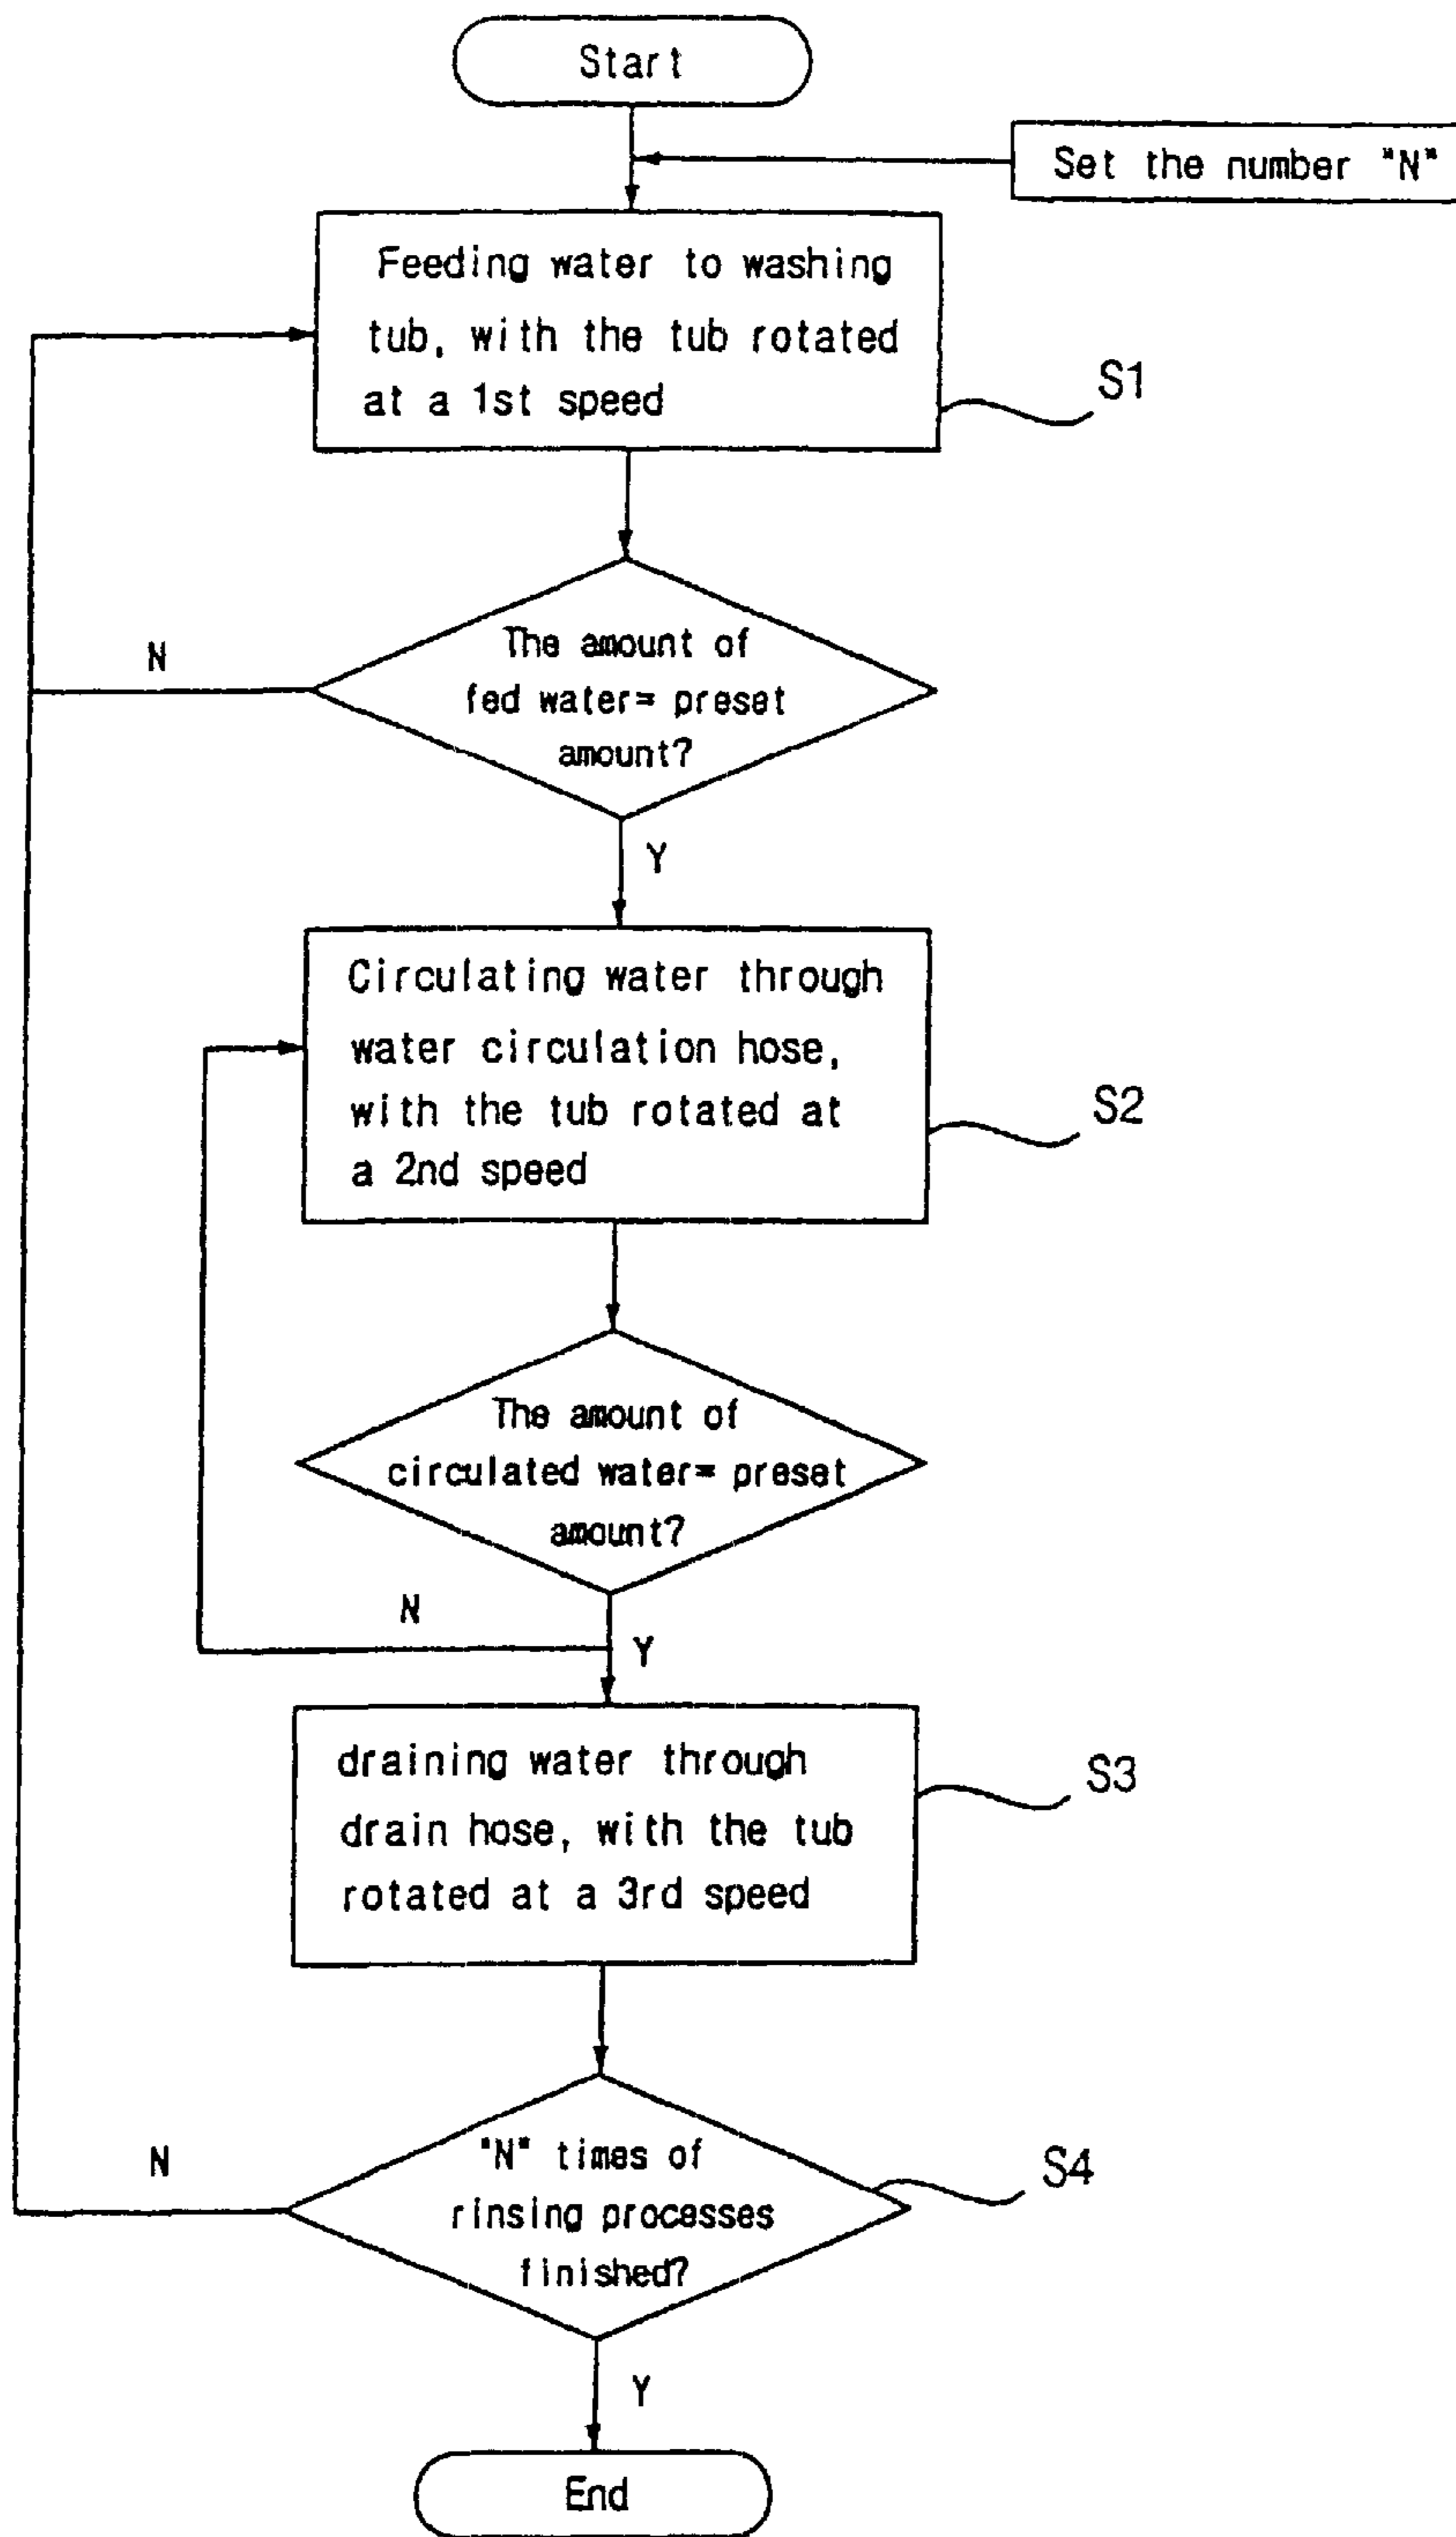 Start
Set the number "N"
Feeding water to washing
tub, with the tub rotated
at a 1st speed
S1
The amount of
fed water= preset
amount?
N
Y
Circulating water through
water circulation hose,
with the tub rotated at
a 2nd speed
S2
The amount of
circulated water= preset
amount?
N
Y
draining water through
drain hose, with the tub
rotated at a 3rd speed
S3
"N" times of
rinsing processes
finished?
S4
N
Y
End